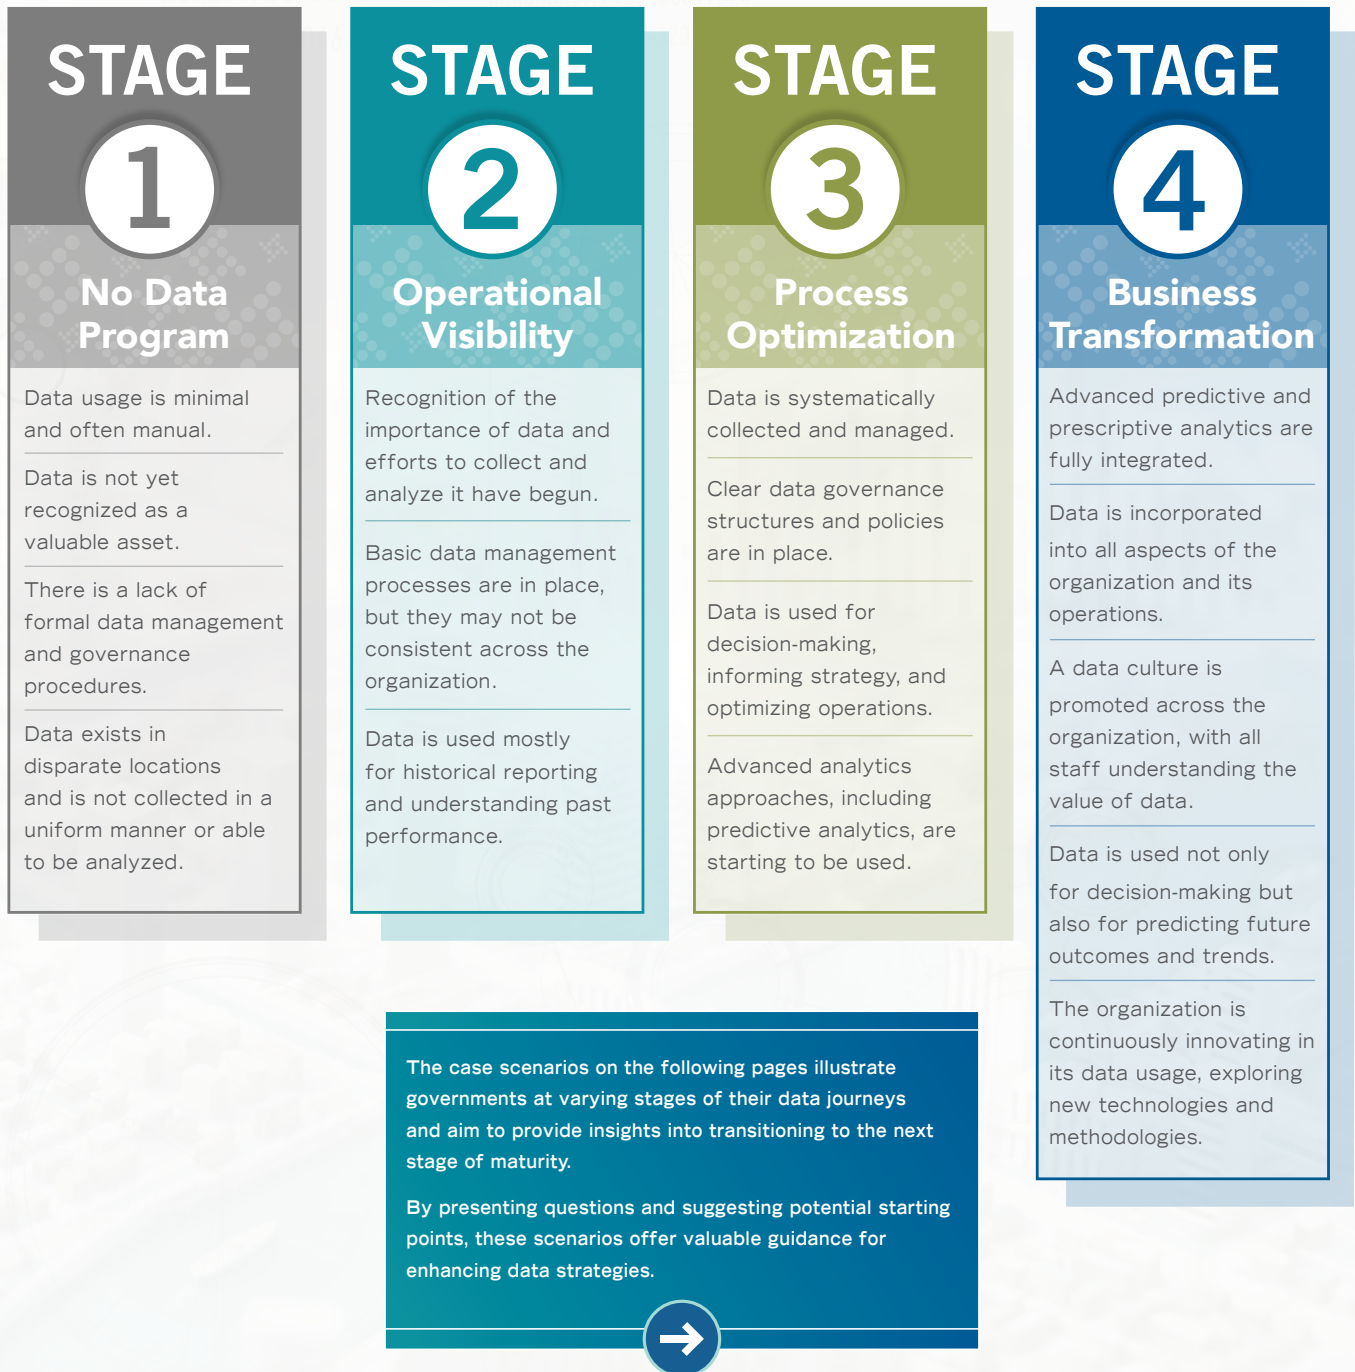 STAGE
1
No Data
Program
Data usage is minimal
and often manual.
Data is not yet
recognized as a
valuable asset.
There is a lack of
formal data management
and governance
procedures.
Data exists in
disparate locations
and is not collected in a
uniform manner or able
to be analyzed.
STAGE
2
Operational
Visibility
Recognition of the
importance of data and
efforts to collect and
analyze it have begun.
Basic data management
processes are in place,
but they may not be
consistent across the
organization.
Data is used mostly
for historical reporting
and understanding past
performance.
STAGE
3
Process
Optimization
Data is systematically
collected and managed.
Clear data governance
structures and policies
are in place.
Data is used for
decision-making,
informing strategy, and
optimizing operations.
Advanced analytics
approaches, including
predictive analytics, are
starting to be used.
STAGE
4
Business
Transformation
Advanced predictive and
prescriptive analytics are
fully integrated.
Data is incorporated
into all aspects of the
organization and its
operations.
A data culture is
promoted across the
organization, with all
staff understanding the
value of data.
Data is used not only
for decision-making but
also for predicting future
outcomes and trends.
The organization is
continuously innovating in
its data usage, exploring
new technologies and
methodologies.
The case scenarios on the following pages illustrate
governments at varying stages of their data journeys
and aim to provide insights into transitioning to the next
stage of maturity.
By presenting questions and suggesting potential starting
points, these scenarios offer valuable guidance for
enhancing data strategies.